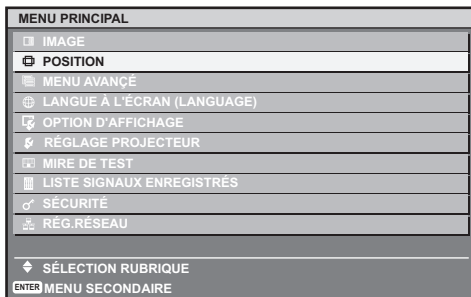 MENU PRINCIPAL
IMAGE
POSITION
MENU AVANÇÉ
LANGUE À L'ÉCRAN (LANGUAGE)
OPTION D'AFFICHAGE
RÉGLAGE PROJECTEUR
MIRE DE TEST
LISTE SIGNAUX ENREGISTRÉS
SÉCURITÉ
RÉG.RÉSEAU
SÉLECTION RUBRIQUE
ENTER MENU SECONDAIRE